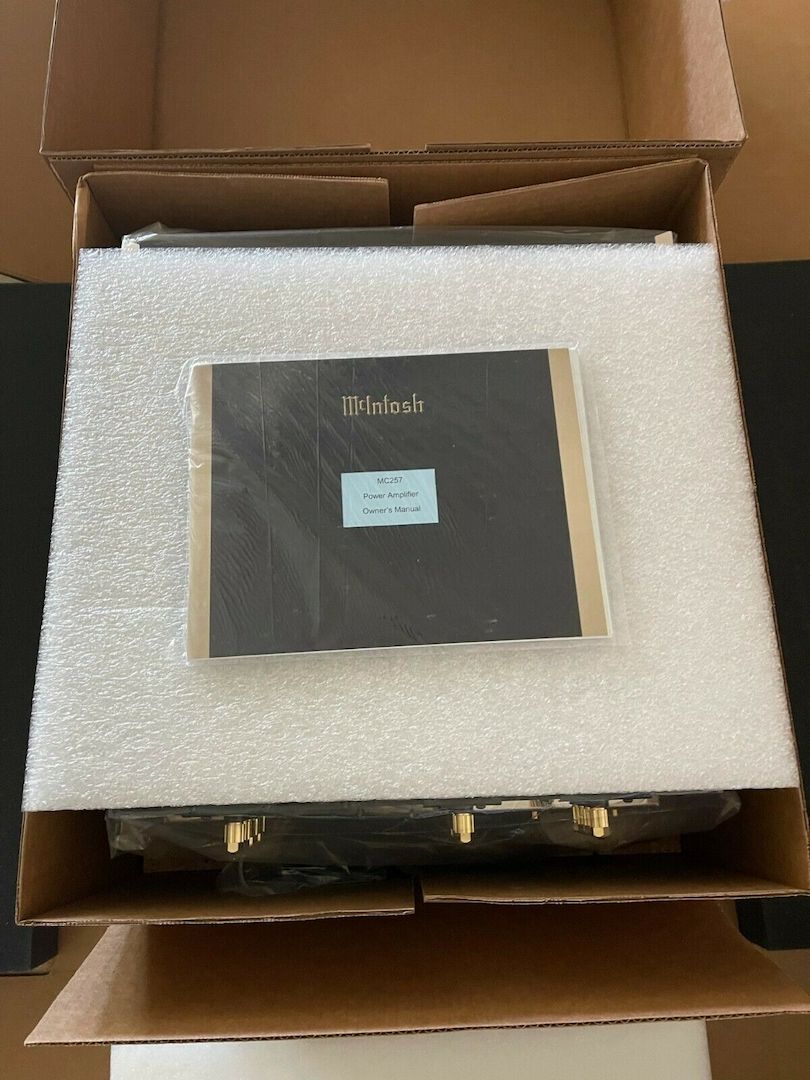 McIntosh
MC257
Power Amplifier
Owner's Manual